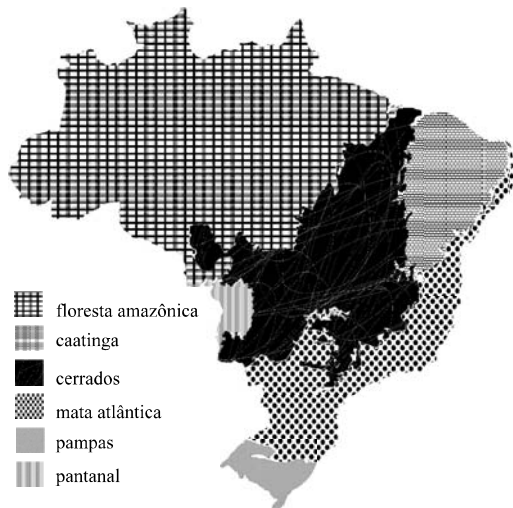 floresta amazônica
caatinga
cerrados
mata atlântica
pampas
pantanal